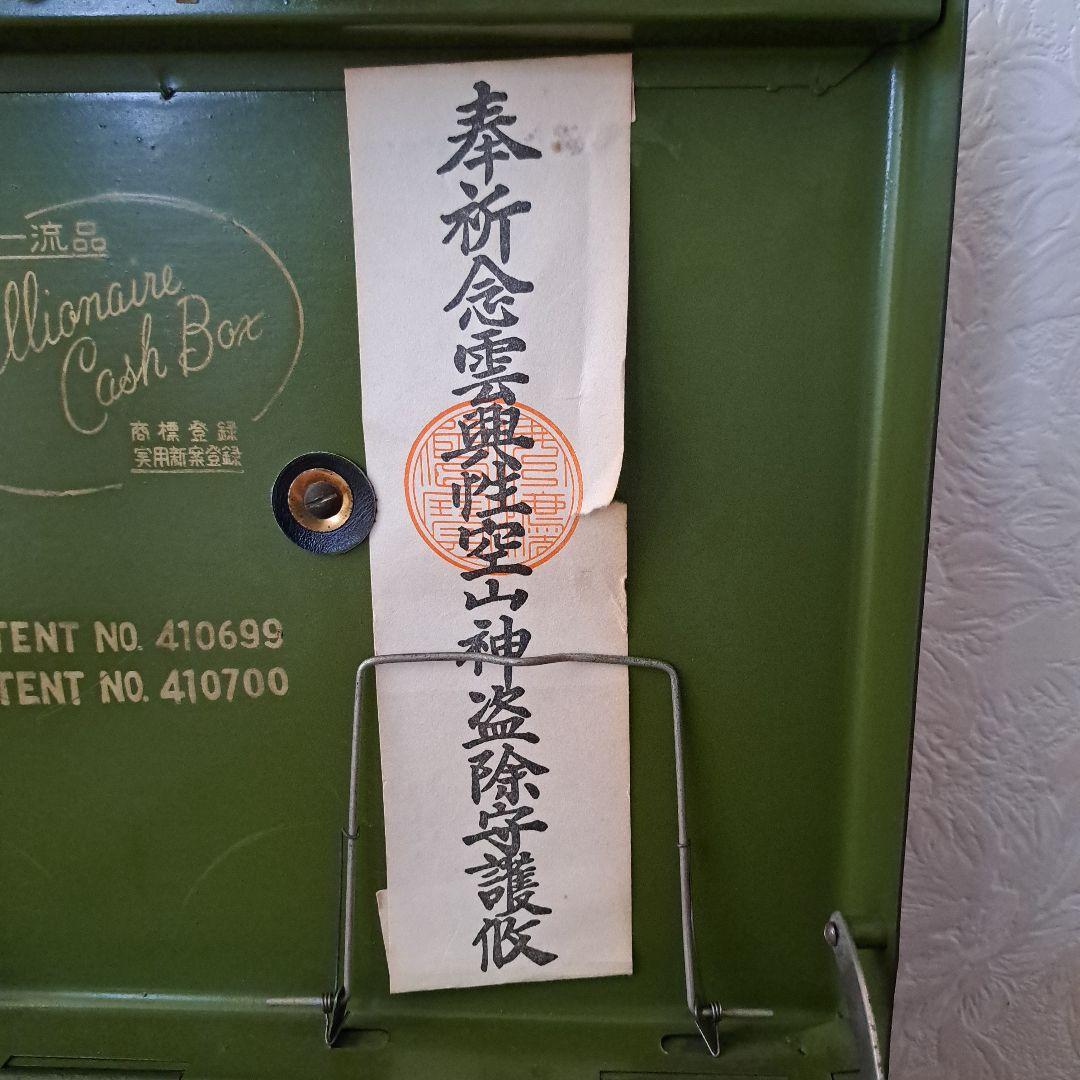 一流品
llionaire
Cash Box
商標登録
実用新案登録
TENT NO. 410699
TENT NO. 410700
奉祈念雲興性空山神盗除守護攸